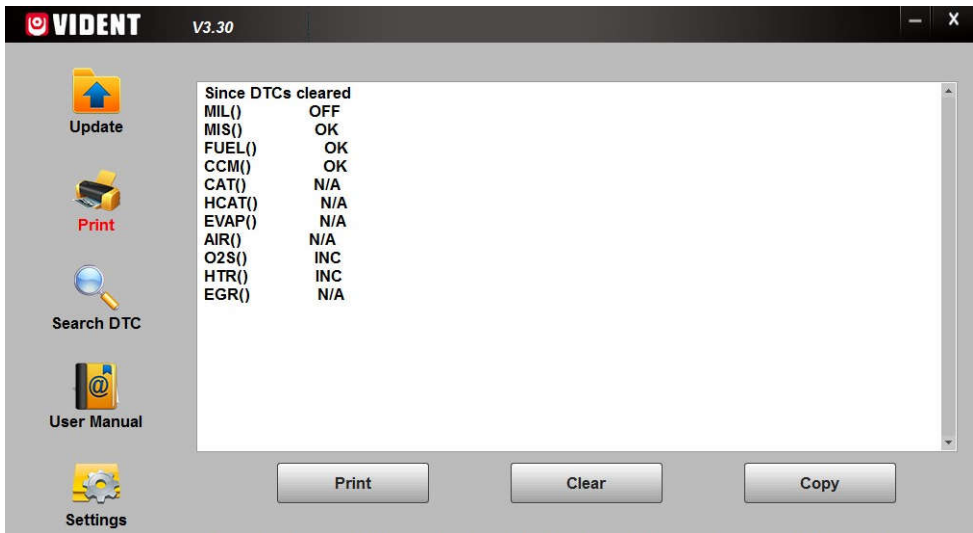 VIDENT V3.30
Update
Print
Search DTC
User Manual
Settings
Since DTCs cleared
MIL() OFF
MIS() OK
FUEL() OK
CCM() OK
CAT() N/A
HCAT() N/A
EVAP() N/A
AIR() N/A
O2S() INC
HTR() INC
EGR() N/A
Print Clear Copy